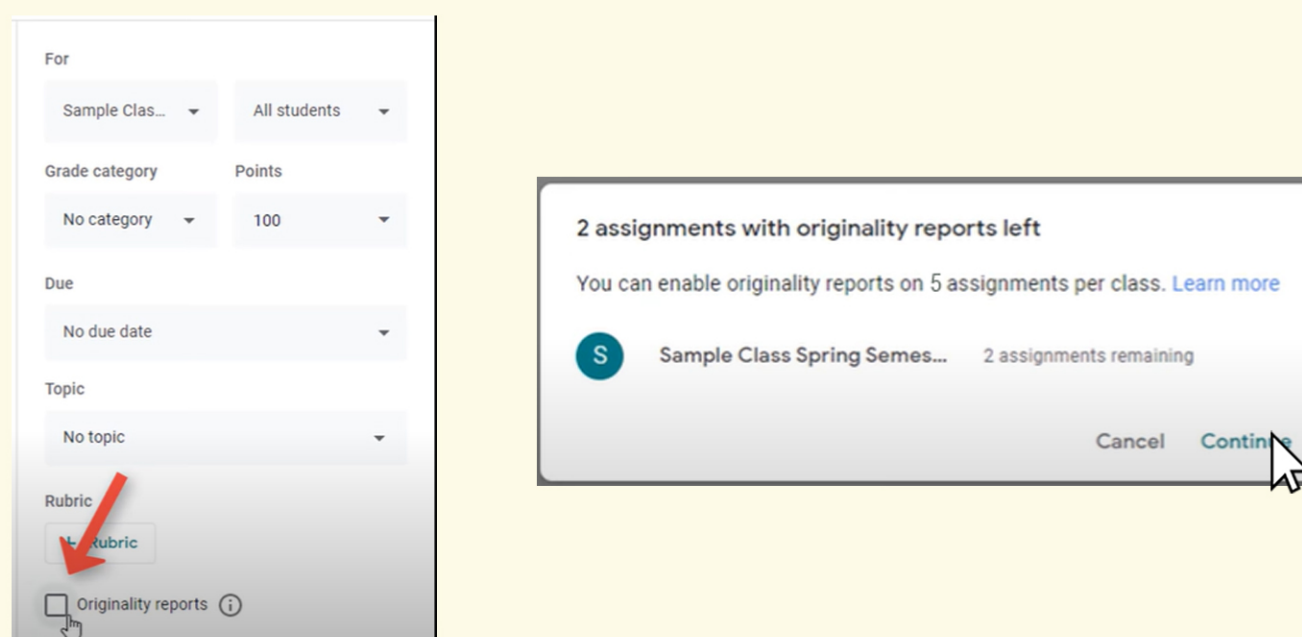 For
Sample Clas... All students
Grade category Points
No category 100
Due
No due date
Topic
No topic
Rubric
+ Rubric
Originality reports
2 assignments with originality reports left
You can enable originality reports on 5 assignments per class. Learn more
S Sample Class Spring Semes... 2 assignments remaining
Cancel Continue